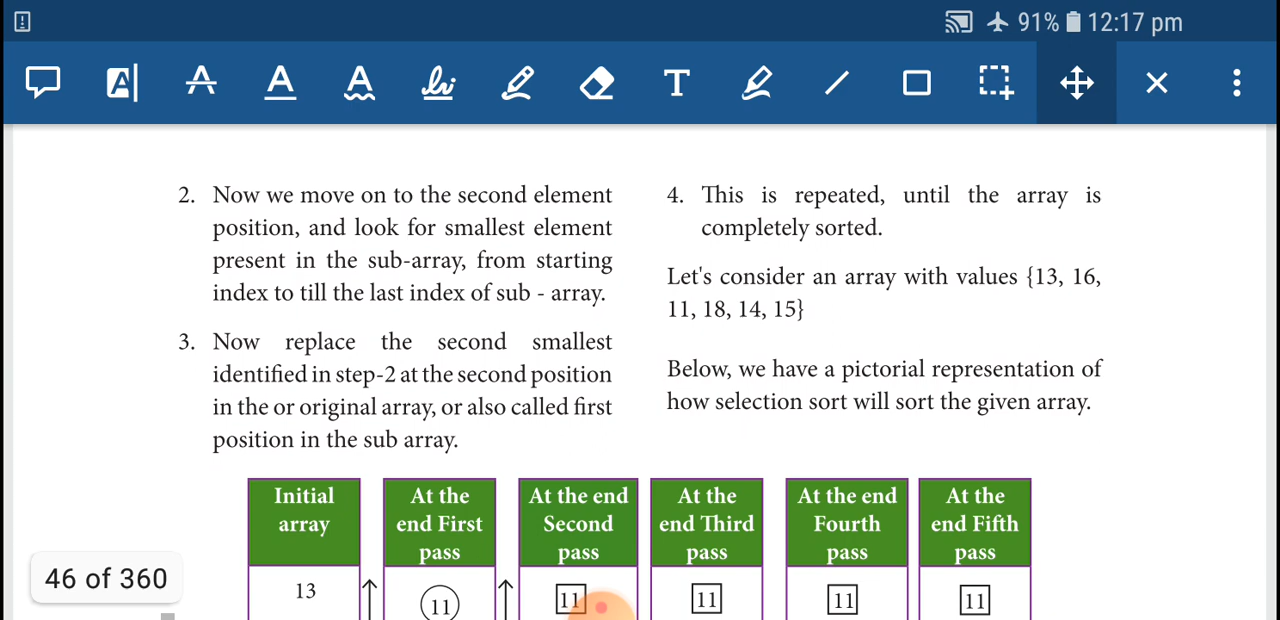 91% 12:17 pm
2. Now we move on to the second element
position, and look for smallest element
present in the sub-array, from starting
index to till the last index of sub - array.
3. Now replace the second smallest
identified in step-2 at the second position
in the or original array, or also called first
position in the sub array.
4. This is repeated, until the array is
completely sorted.
Let's consider an array with values {13, 16,
11, 18, 14, 15}
Below, we have a pictorial representation of
how selection sort will sort the given array.
Initial
array
At the
end First
pass
At the end
Second
pass
At the
end Third
pass
At the end
Fourth
pass
At the
end Fifth
pass
13
11
11
11
11
11
46 of 360